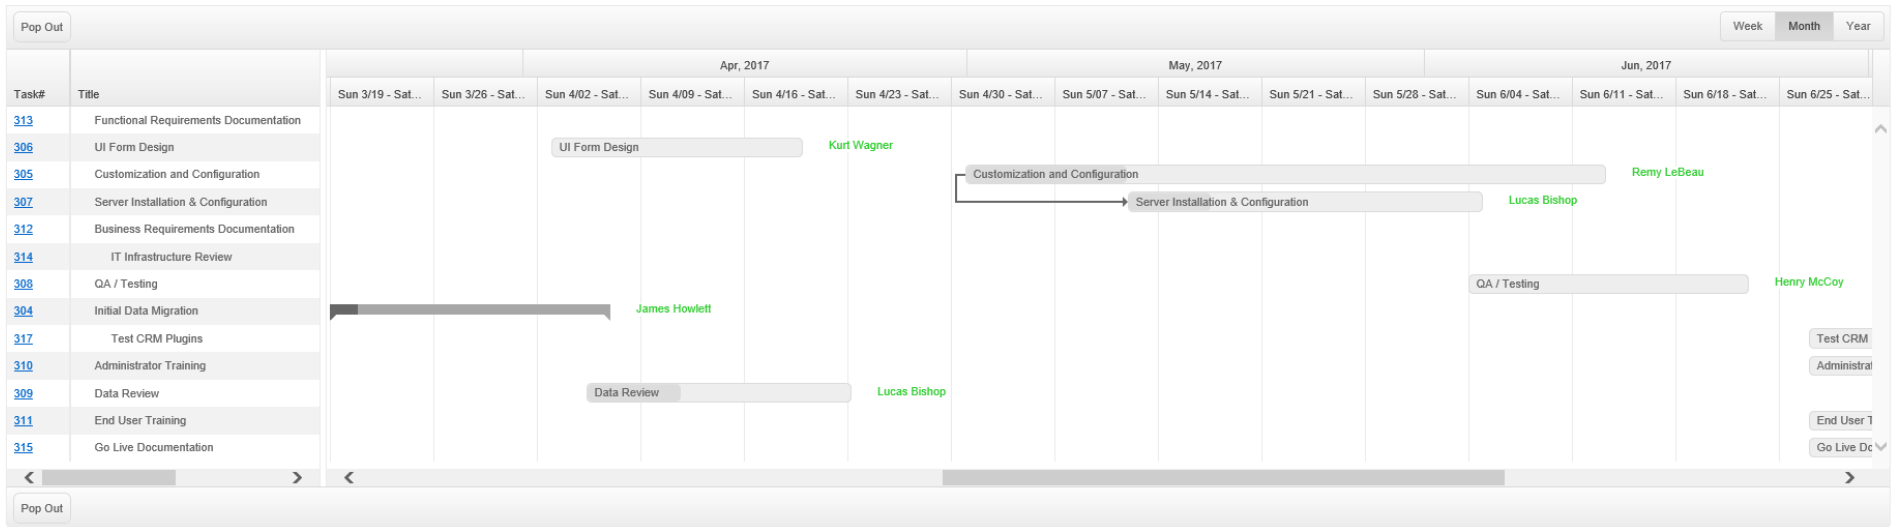 Pop Out
Week Month Year
Apr, 2017 May, 2017 Jun, 2017
Task# Title Sun 3/19 - Sat... Sun 3/26 - Sat... Sun 4/02 - Sat... Sun 4/09 - Sat... Sun 4/16 - Sat... Sun 4/23 - Sat... Sun 4/30 - Sat... Sun 5/07 - Sat... Sun 5/14 - Sat... Sun 5/21 - Sat... Sun 5/28 - Sat... Sun 6/04 - Sat... Sun 6/11 - Sat... Sun 6/18 - Sat... Sun 6/25 - Sat...
313 Functional Requirements Documentation
306 UI Form Design UI Form Design Kurt Wagner
305 Customization and Configuration Customization and Configuration Remy LeBeau
307 Server Installation & Configuration Server Installation & Configuration Lucas Bishop
312 Business Requirements Documentation
314 IT Infrastructure Review
308 QA / Testing QA / Testing Henry McCoy
304 Initial Data Migration James Howlett
317 Test CRM Plugins Test CRM
310 Administrator Training Administrat
309 Data Review Data Review Lucas Bishop
311 End User Training End User T
315 Go Live Documentation Go Live Do
Pop Out